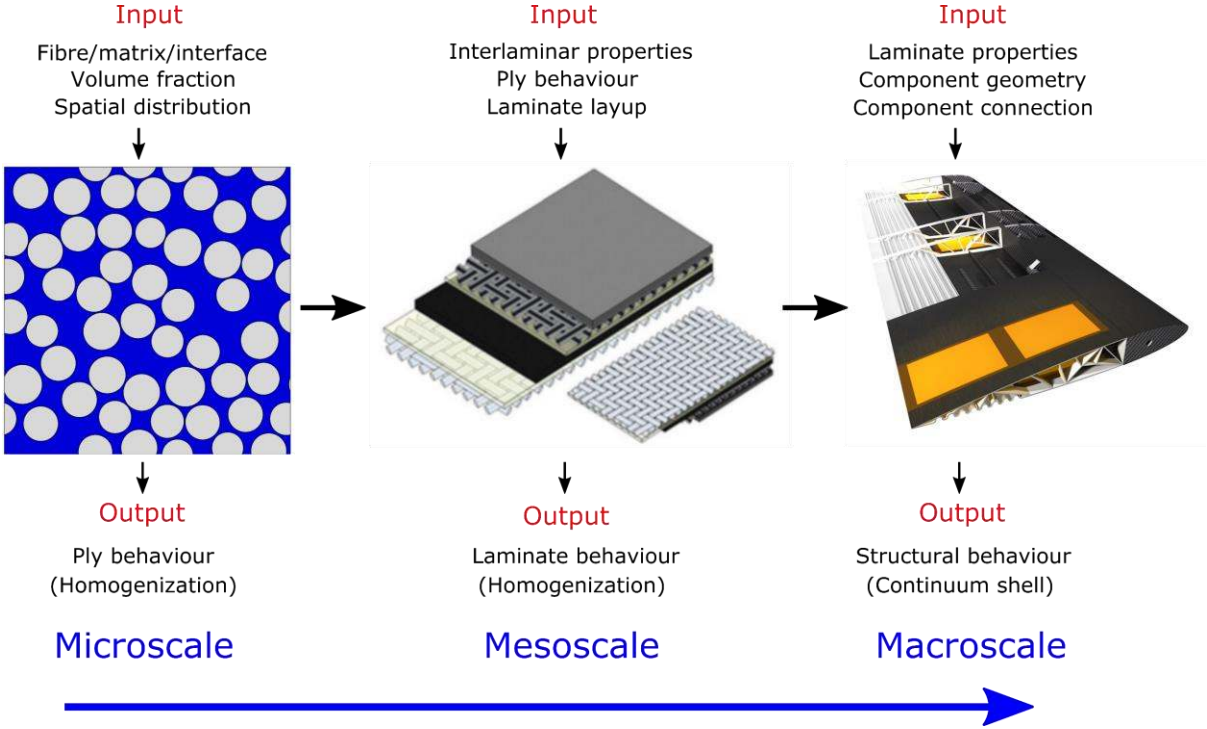 Input
Fibre/matrix/interface
Volume fraction
Spatial distribution
Input
Interlaminar properties
Ply behaviour
Laminate layup
Input
Laminate properties
Component geometry
Component connection
Output
Ply behaviour
(Homogenization)
Output
Laminate behaviour
(Homogenization)
Output
Structural behaviour
(Continuum shell)
Microscale
Mesoscale
Macroscale